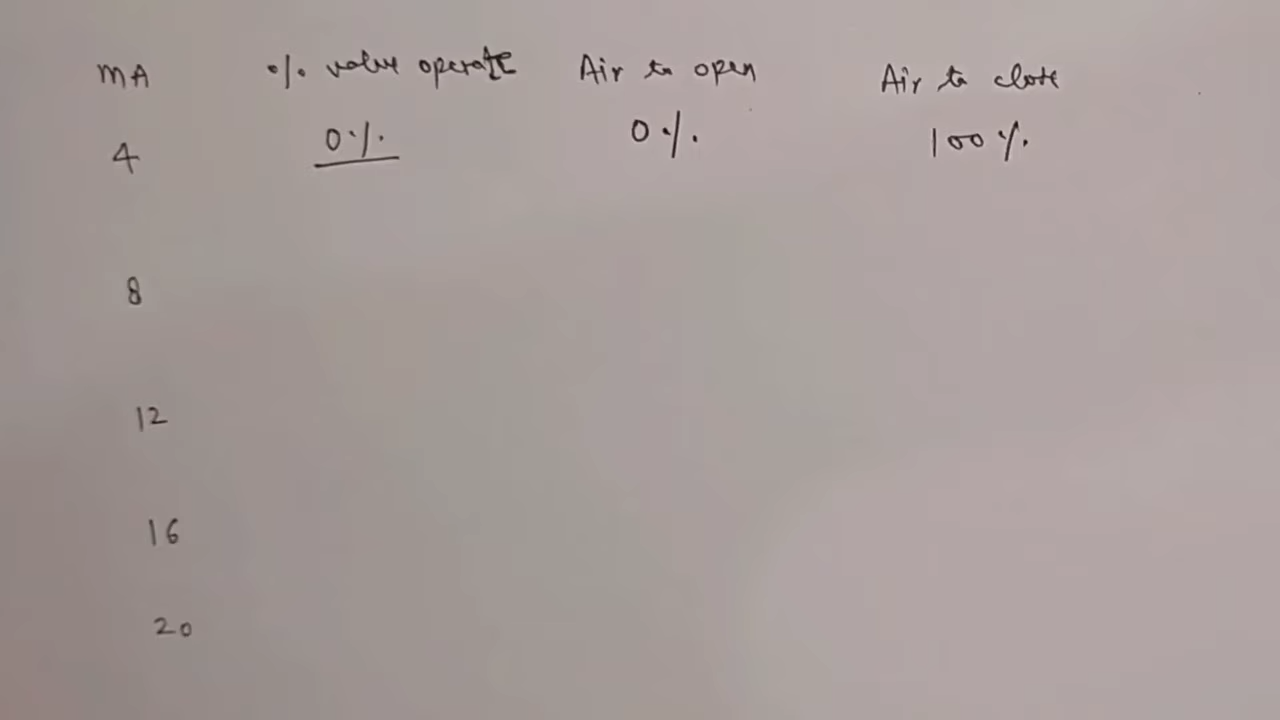 MA % valve operate Air to open Air to close
4 0% 0% 100%
8
12
16
20